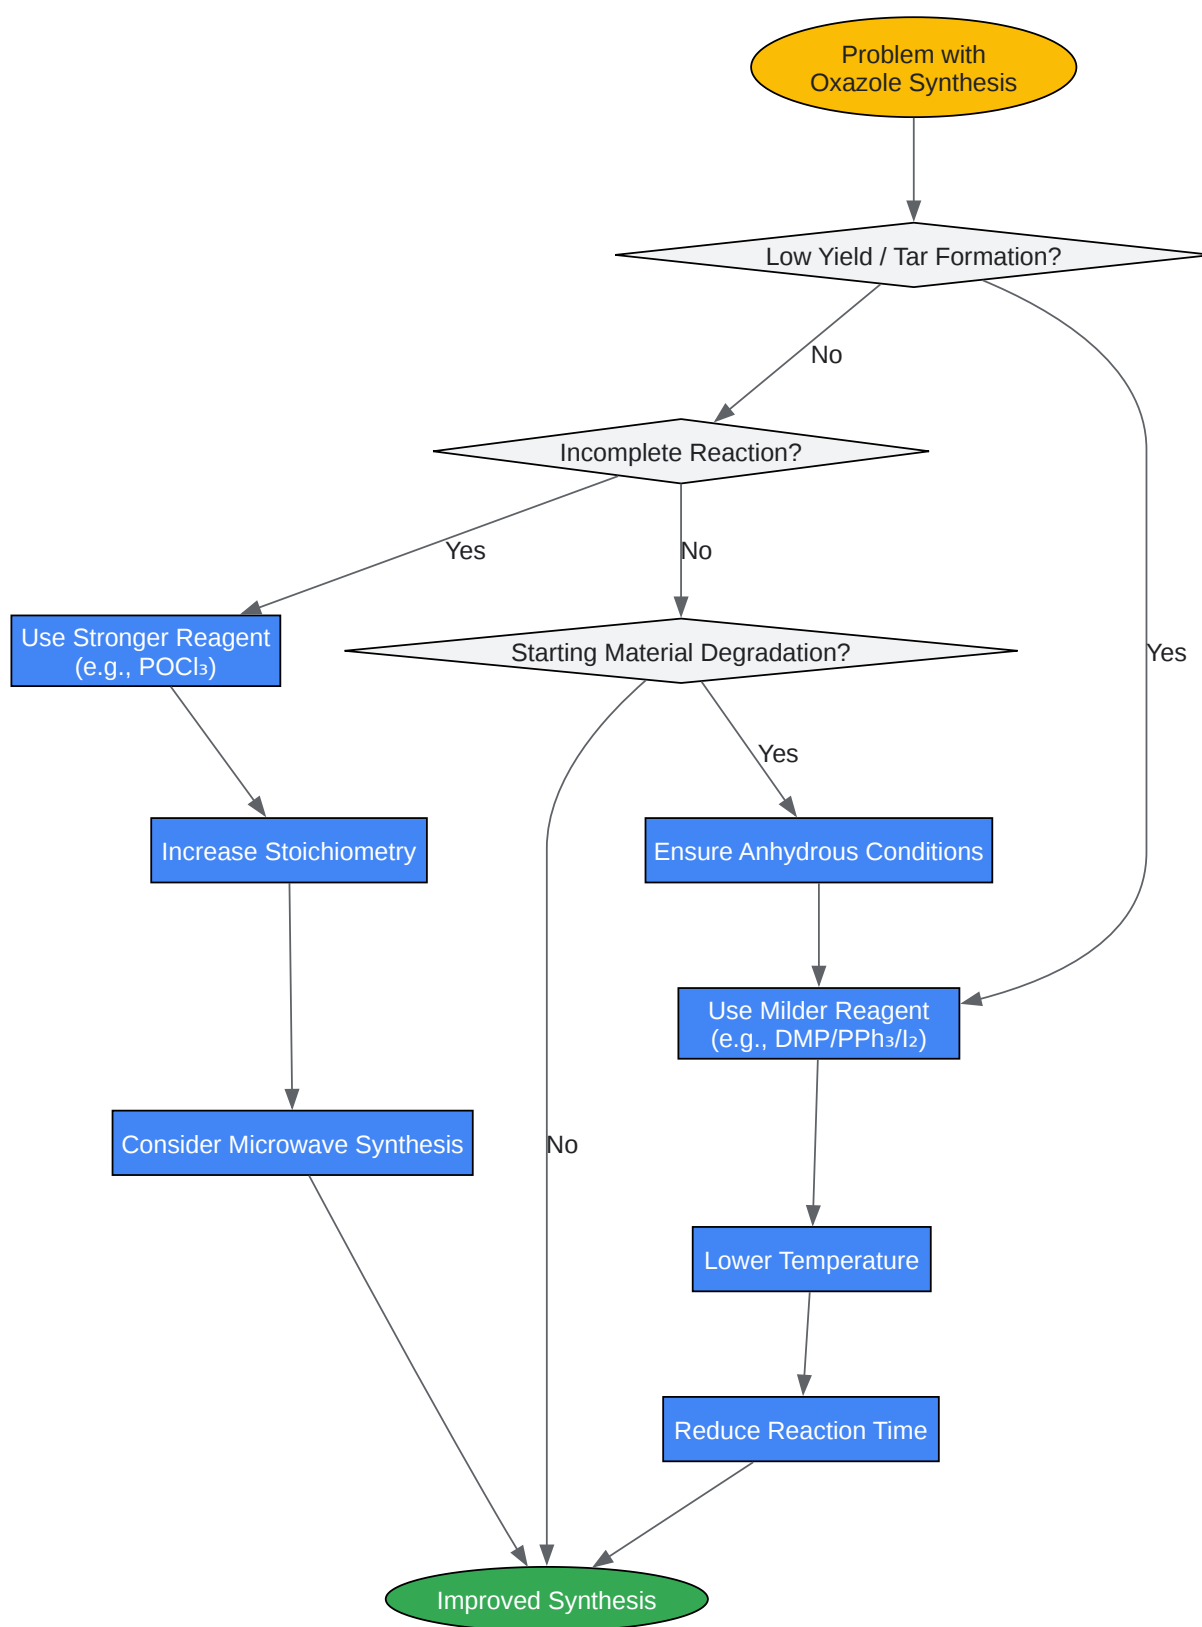 Problem with
Oxazole Synthesis
Low Yield / Tar Formation?
No
Incomplete Reaction?
Yes
No
Use Stronger Reagent
(e.g., POCl₃)
Starting Material Degradation?
Yes
Yes
Increase Stoichiometry
Ensure Anhydrous Conditions
Use Milder Reagent
(e.g., DMP/PPh₃/I₂)
Consider Microwave Synthesis
No
Lower Temperature
Reduce Reaction Time
Improved Synthesis